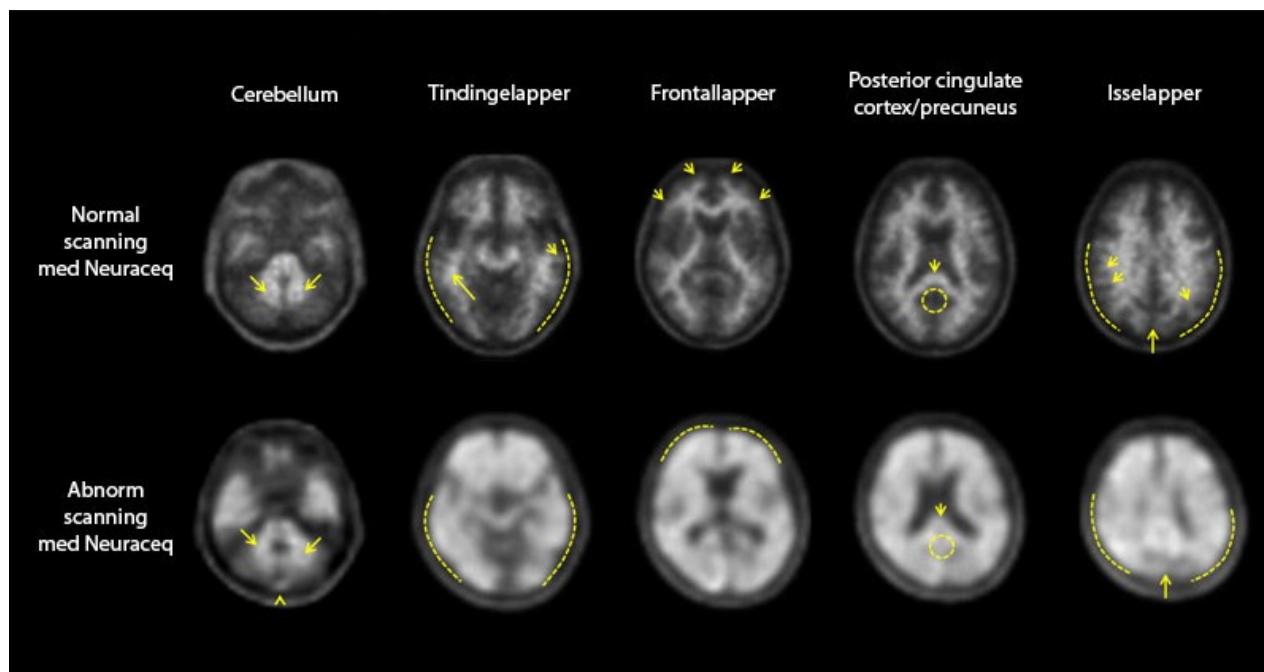 Cerebellum
Tindingelapper
Frontallapper
Posterior cingulate
cortex/precuneus
Isselapper
Normal
scanning
med Neuraceq
Abnorm
scanning
med Neuraceq